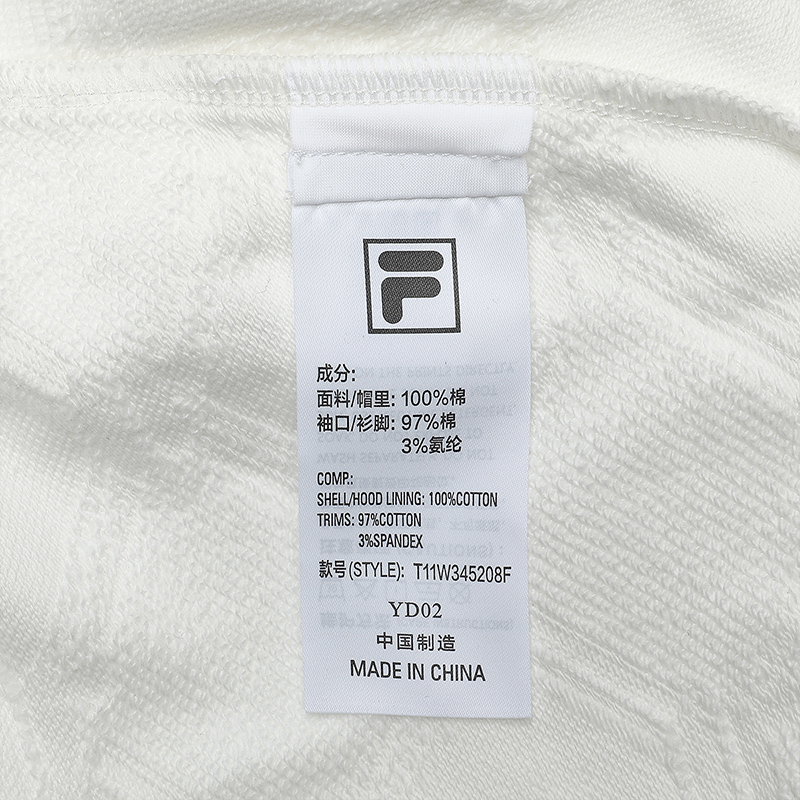 F
成分:
面料/帽里: 100%棉
袖口/衫脚: 97%棉
3%氨纶
COMP.:
SHELL/HOOD LINING: 100%COTTON
TRIMS: 97%COTTON
3%SPANDEX
款号(STYLE): T11W345208F
YD02
中国制造
MADE IN CHINA